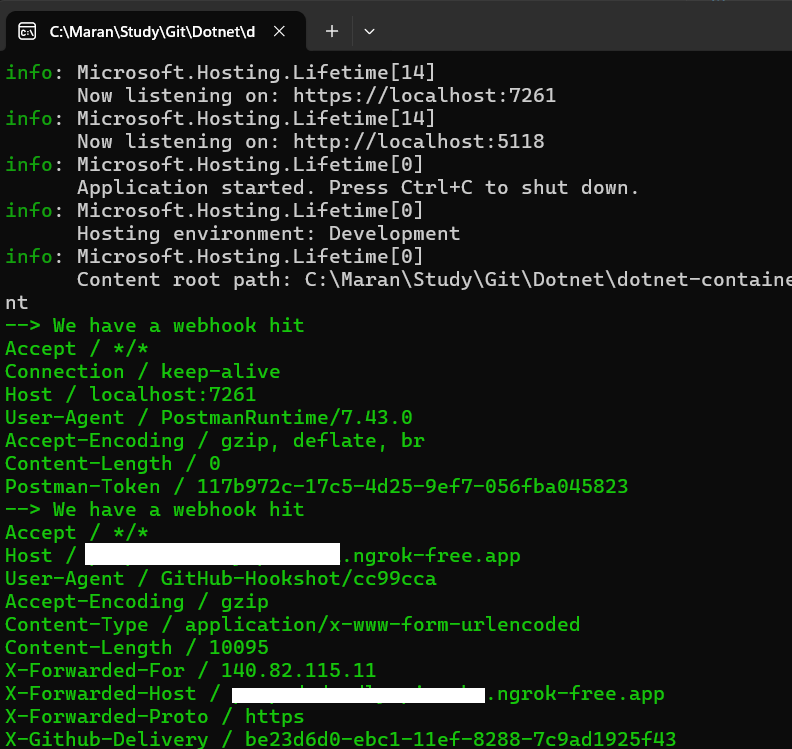 C:\Maran\Study\Git\Dotnet\d
info: Microsoft.Hosting.Lifetime[14]
Now listening on: https://localhost:7261
info: Microsoft.Hosting.Lifetime[14]
Now listening on: http://localhost:5118
info: Microsoft.Hosting.Lifetime[0]
Application started. Press Ctrl+C to shut down.
info: Microsoft.Hosting.Lifetime[0]
Hosting environment: Development
info: Microsoft.Hosting.Lifetime[0]
Content root path: C:\Maran\Study\Git\Dotnet\dotnet-containe
nt
--> We have a webhook hit
Accept / */*
Connection / keep-alive
Host / localhost:7261
User-Agent / PostmanRuntime/7.43.0
Accept-Encoding / gzip, deflate, br
Content-Length / 0
Postman-Token / 117b972c-17c5-4d25-9ef7-056fba045823
--> We have a webhook hit
Accept / */*
Host / .ngrok-free.app
User-Agent / GitHub-Hookshot/cc99cca
Accept-Encoding / gzip
Content-Type / application/x-www-form-urlencoded
Content-Length / 10095
X-Forwarded-For / 140.82.115.11
X-Forwarded-Host / .ngrok-free.app
X-Forwarded-Proto / https
X-Github-Delivery / be23d6d0-ebc1-11ef-8288-7c9ad1925f43